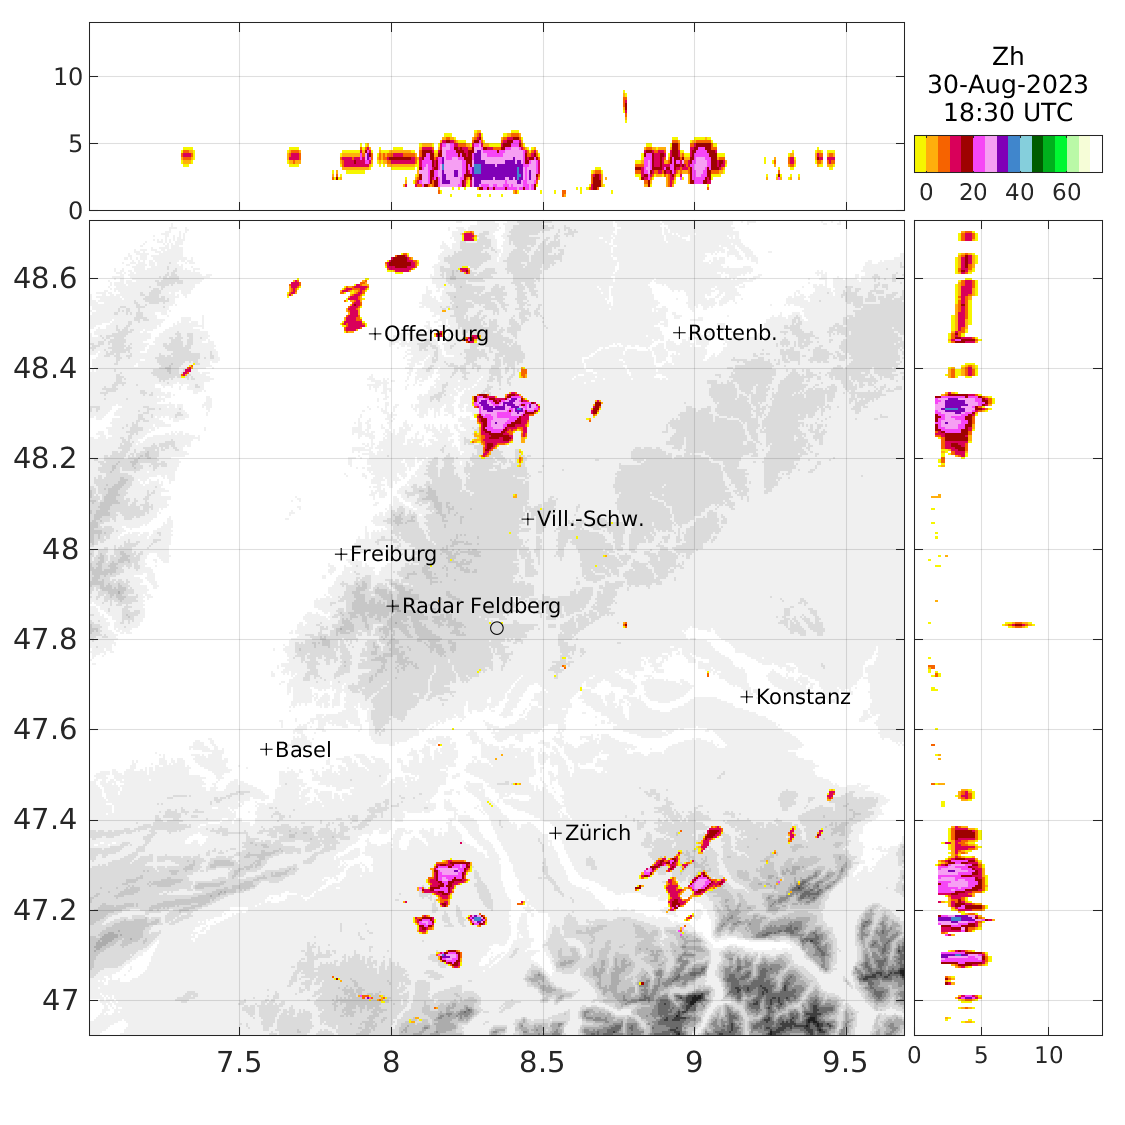 Zh
30-Aug-2023
18:30 UTC
10
5
0
0
20
40
60
48.6
48.4
48.2
48
47.8
47.6
47.4
47.2
47
+Offenburg
+Rottenb.
+Vill.-Schw.
+Freiburg
+Radar Feldberg
+Konstanz
+Basel
+Zürich
7.5
8
8.5
9
9.5
0
5
10